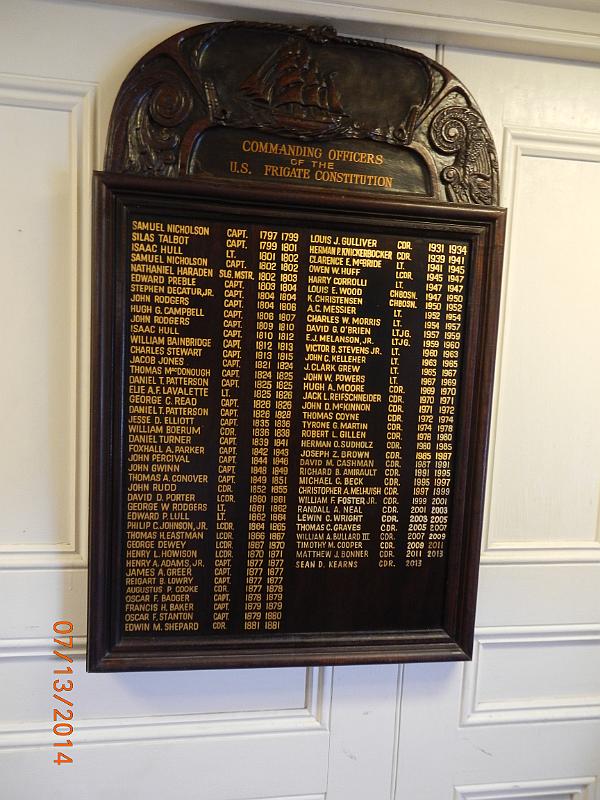 COMMANDING OFFICERS
OF THE
U.S. FRIGATE CONSTITUTION
SAMUEL NICHOLSON CAPT. 1797 1799
SILAS TALBOT CAPT. 1799 1801
ISAAC HULL LT. 1801 1802
SAMUEL NICHOLSON CAPT. 1802 1802
NATHANIEL HARADEN SLG. MSTR. 1802 1803
EDWARD PREBLE CAPT. 1803 1804
STEPHEN DECATUR, JR. CAPT. 1804 1804
JOHN RODGERS CAPT. 1804 1806
HUGH G. CAMPBELL CAPT. 1806 1807
JOHN RODGERS CAPT. 1809 1810
ISAAC HULL CAPT. 1810 1812
WILLIAM BAINBRIDGE CAPT. 1812 1813
CHARLES STEWART CAPT. 1813 1815
JACOB JONES CAPT. 1821 1824
THOMAS McDONOUGH CAPT. 1824 1825
DANIEL T. PATTERSON CAPT. 1825 1825
ELIE A.F. LAVALETTE LT. 1825 1826
GEORGE C. READ CAPT. 1826 1826
DANIEL T. PATTERSON CAPT. 1826 1828
JESSE D. ELLIOTT CAPT. 1835 1836
WILLIAM BOERUM CDR. 1836 1838
DANIEL TURNER CAPT. 1839 1841
FOXHALL A. PARKER CAPT. 1842 1843
JOHN PERCIVAL CAPT. 1844 1846
JOHN GWINN CAPT. 1848 1849
THOMAS A. CONOVER CAPT. 1849 1851
JOHN RUDD CDR. 1852 1855
DAVID D. PORTER LCDR. 1860 1861
GEORGE W RODGERS LT. 1861 1862
EDWARD P. LULL LT. 1862 1864
PHILIP C. JOHNSON, JR. LCDR. 1864 1865
THOMAS H. EASTMAN LCDR. 1866 1867
GEORGE DEWEY LCDR. 1867 1870
HENRY L. HOWISON LCDR. 1870 1871
HENRY A. ADAMS, JR. CAPT. 1877 1877
JAMES A. GREER CAPT. 1877 1877
REIGART B. LOWRY CAPT. 1877 1877
AUGUSTUS P. COOKE CDR. 1877 1878
OSCAR F. BADGER CAPT. 1878 1879
FRANCIS H. BAKER CAPT. 1879 1879
OSCAR F. STANTON CAPT. 1879 1880
EDWIN M. SHEPARD CDR. 1881 1881
LOUIS J. GULLIVER CDR. 1931 1934
HERMAN P. KNICKERBOCKER CDR. 1939 1941
CLARENCE E. McBRIDE LT. 1941 1945
OWEN W. HUFF LCDR. 1945 1947
HARRY CORROLLI LT. 1947 1947
LOUIS E. WOOD CHBOSN. 1947 1950
K. CHRISTENSEN CHBOSN. 1950 1952
A.C. MESSIER LT. 1952 1954
CHARLES W. MORRIS LT. 1954 1957
DAVID G. O'BRIEN LTJG. 1957 1959
E.J. MELANSON, JR. LTJG. 1959 1960
VICTOR B. STEVENS JR. LT. 1960 1963
JOHN C. KELLEHER LT. 1963 1965
J. CLARK GREW LT. 1965 1967
JOHN W. POWERS LT. 1967 1969
HUGH A. MOORE CDR. 1969 1970
JACK L. REIFSCHNEIDER CDR. 1970 1971
JOHN D. McKINNON CDR. 1971 1972
THOMAS COYNE CDR. 1972 1974
TYRONE G. MARTIN CDR. 1974 1978
ROBERT L. GILLEN CDR. 1978 1980
HERMAN O. SUDHOLZ CDR. 1980 1985
JOSEPH Z. BROWN CDR. 1985 1987
DAVID M. CASHMAN CDR. 1987 1991
RICHARD B. AMIRAULT CDR. 1991 1995
MICHAEL C. BECK CDR. 1995 1997
CHRISTOPHER A. MELHUISH CDR. 1997 1999
WILLIAM F. FOSTER JR. CDR. 1999 2001
RANDALL A. NEAL CDR. 2001 2003
LEWIN C. WRIGHT CDR. 2003 2005
THOMAS C. GRAVES CDR. 2005 2007
WILLIAM A. BULLARD III CDR. 2007 2009
TIMOTHY M. COOPER CDR. 2009 2011
MATTHEW J. BONNER CDR. 2011 2013
SEAN D. KEARNS CDR. 2013
07/13/2014